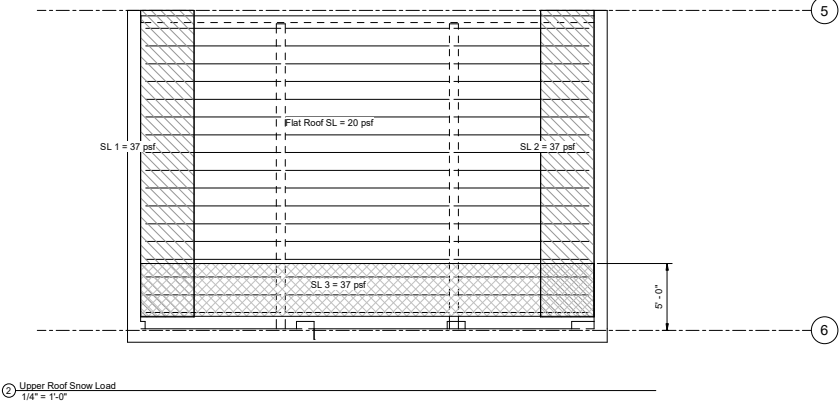 5
Flat Roof SL = 20 psf
SL 1 = 37 psf
SL 2 = 37 psf
SL 3 = 37 psf
5' - 0"
6
2
Upper Roof Snow Load
1/4" = 1'-0"